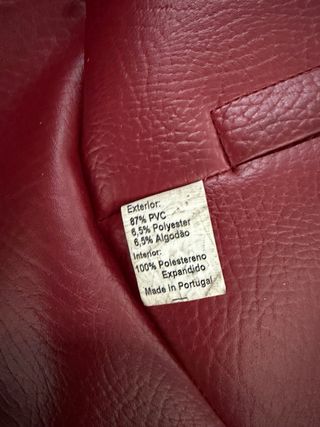 Exterior:
87% PVC
6,5% Polyester
6,5% Algodão
Interior:
100% Polestereno
Expandido
Made in Portugal